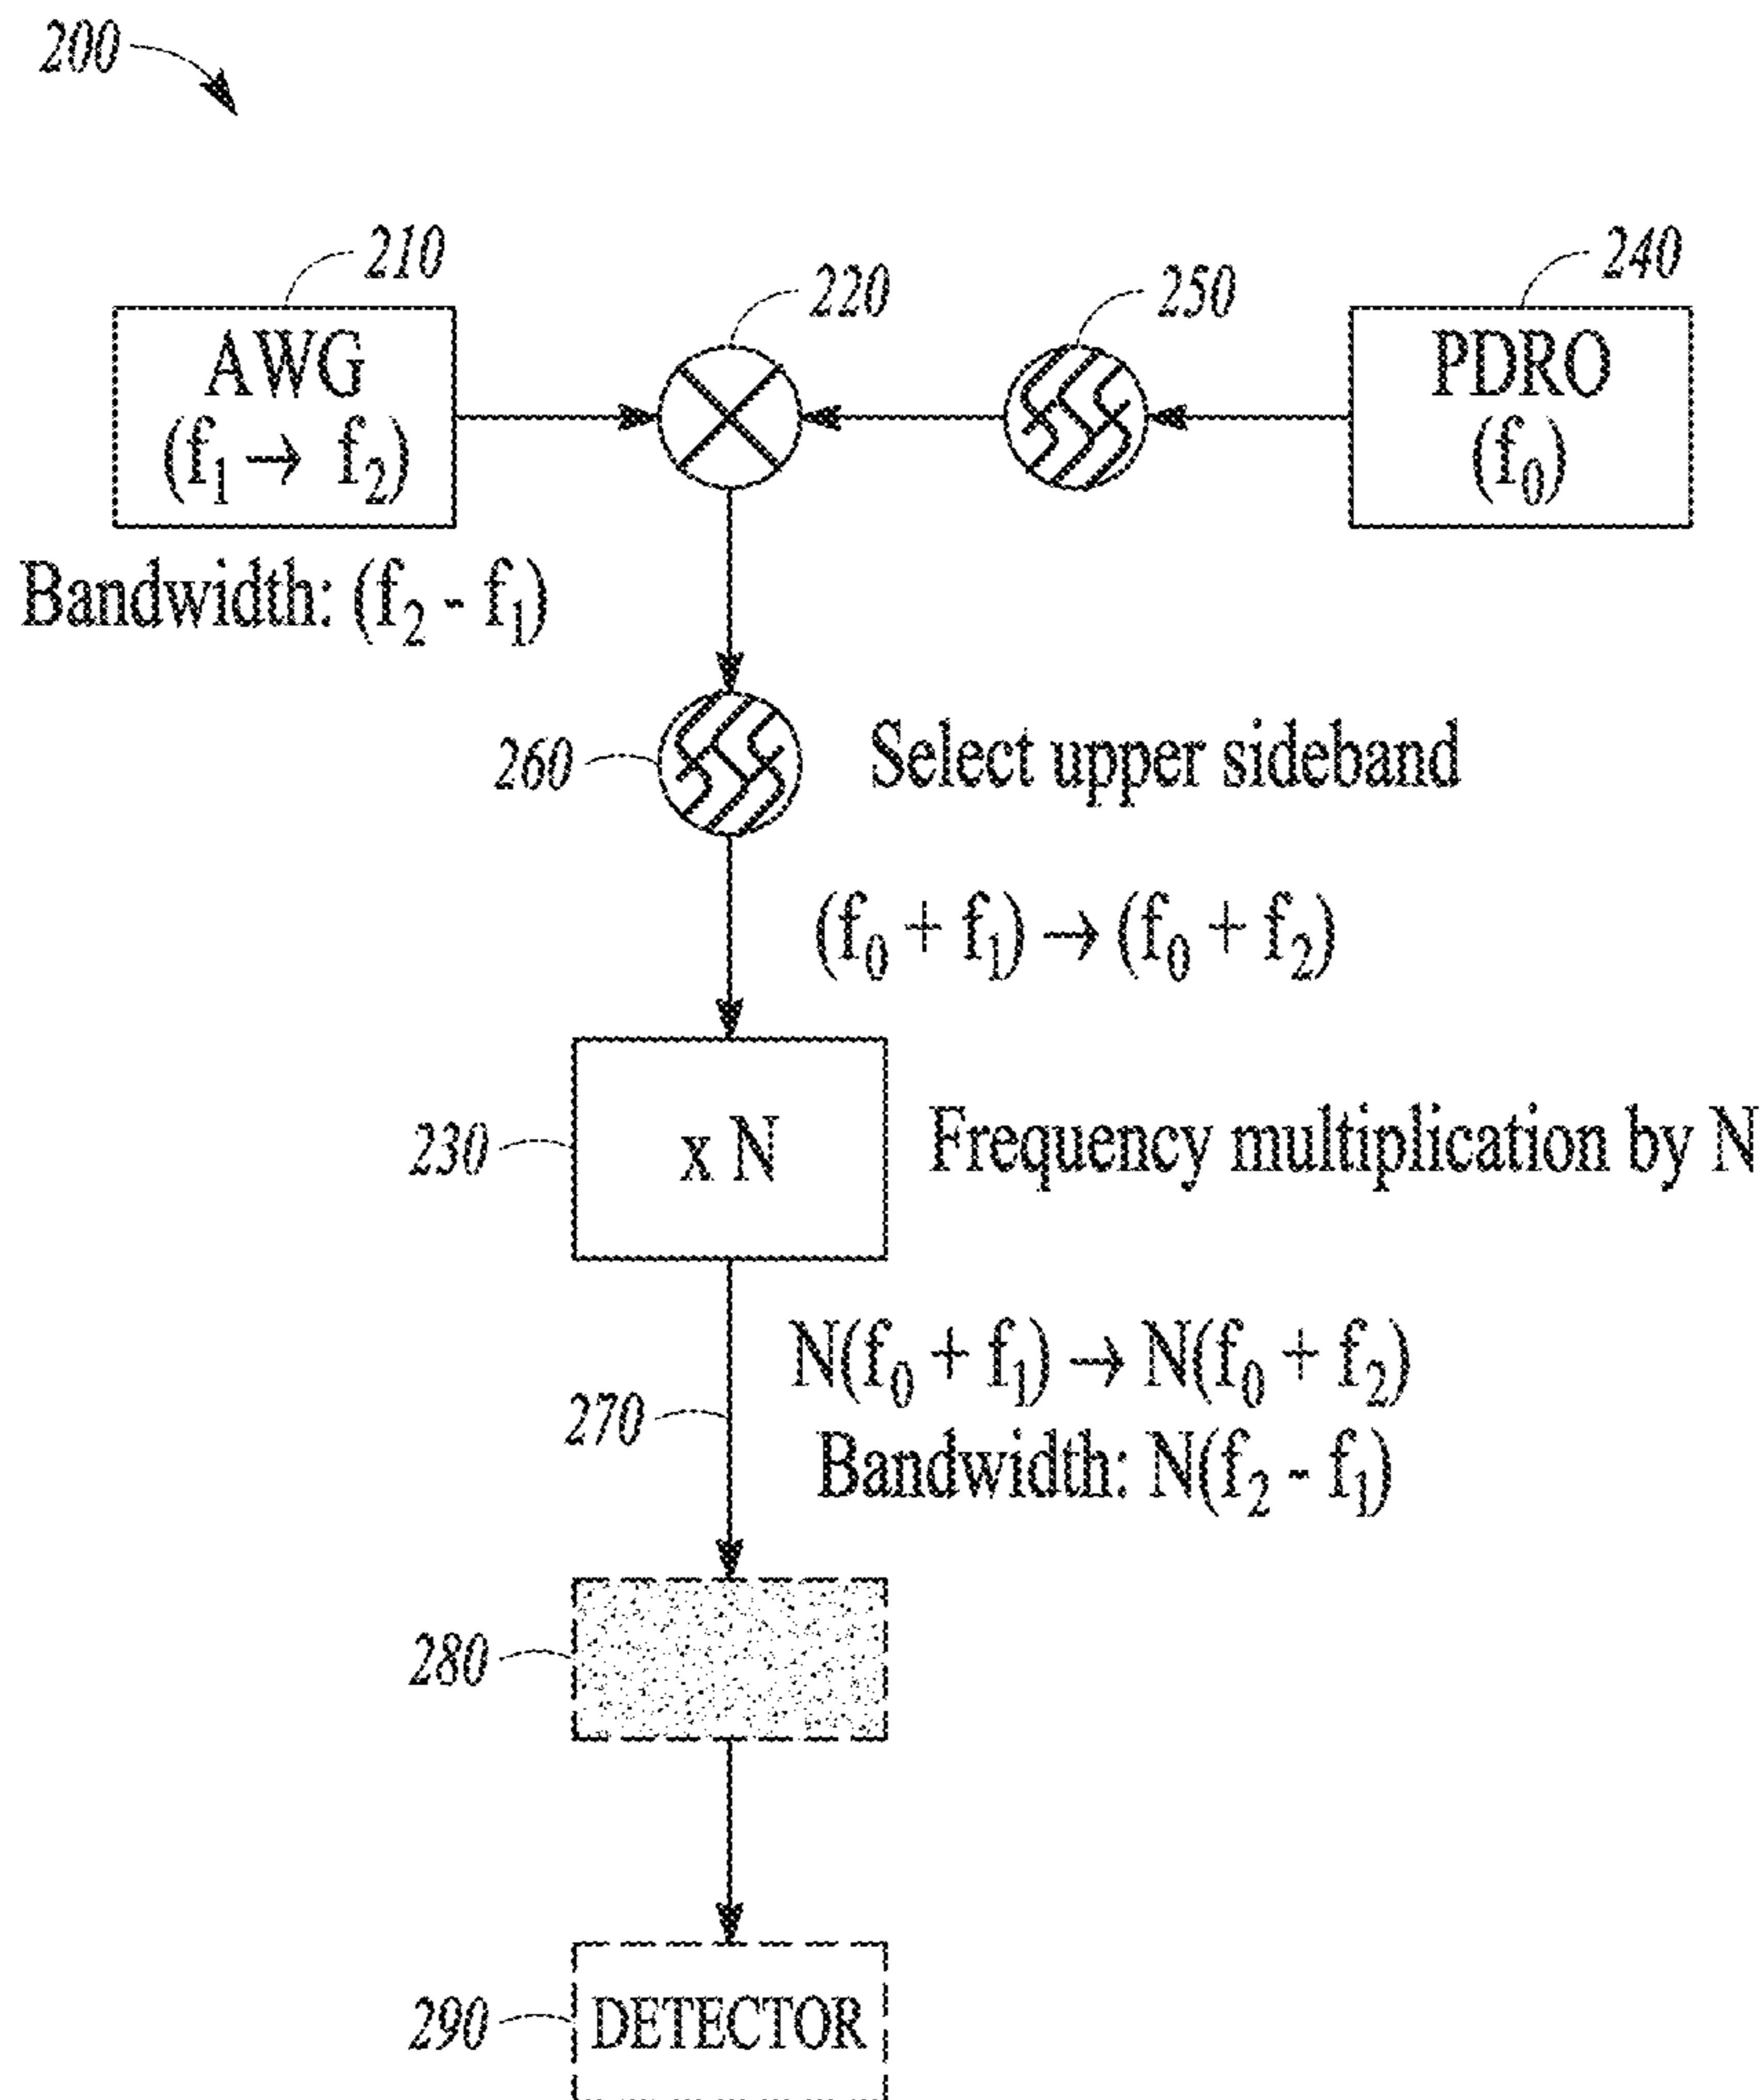 200
210
220
250
240
AWG
(f₁ → f₂)
PDRO
(f₀)
Bandwidth: (f₂ - f₁)
260
Select upper sideband
(f₀ + f₁) → (f₀ + f₂)
230
x N
Frequency multiplication by N
N(f₀ + f₁) → N(f₀ + f₂)
270
Bandwidth: N(f₂ - f₁)
280
290
DETECTOR